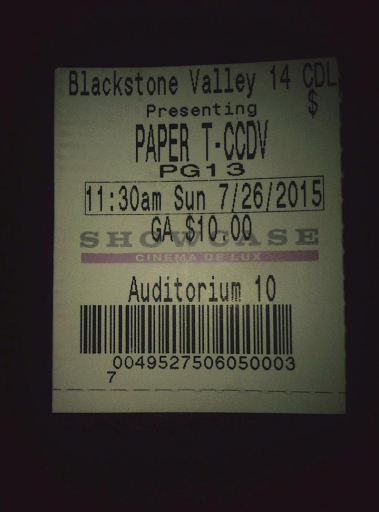 Blackstone Valley 14 CDL
$
Presenting
PAPER T-CCDV
PG13
11:30am Sun 7/26/2015
GA $10.00
SHOWCASE
CINEMA DE LUX
Auditorium 10
0049527506050003
7